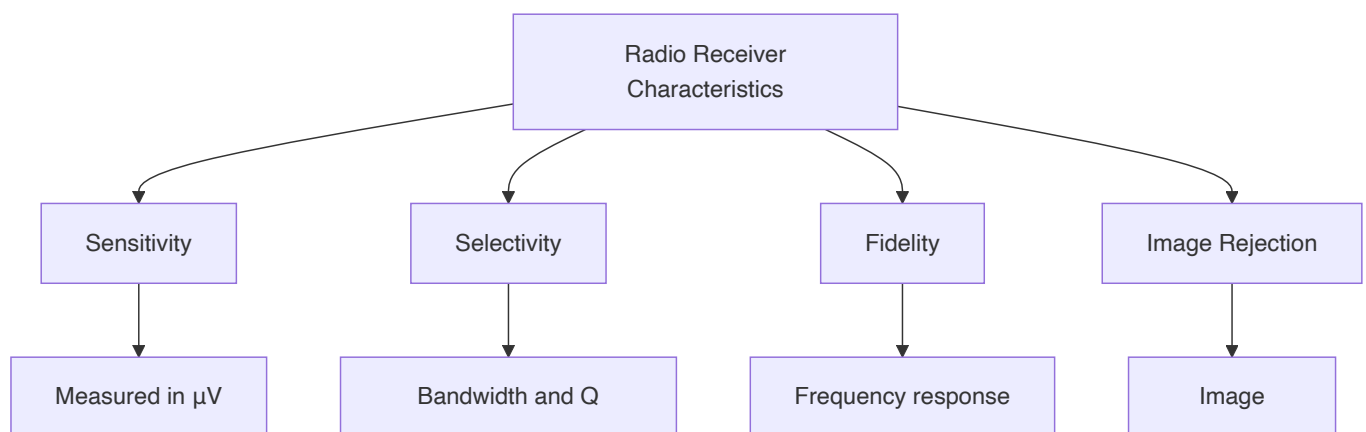 Radio Receiver
Characteristics
Sensitivity
Selectivity
Fidelity
Image Rejection
Measured in µV
Bandwidth and Q
Frequency response
Image